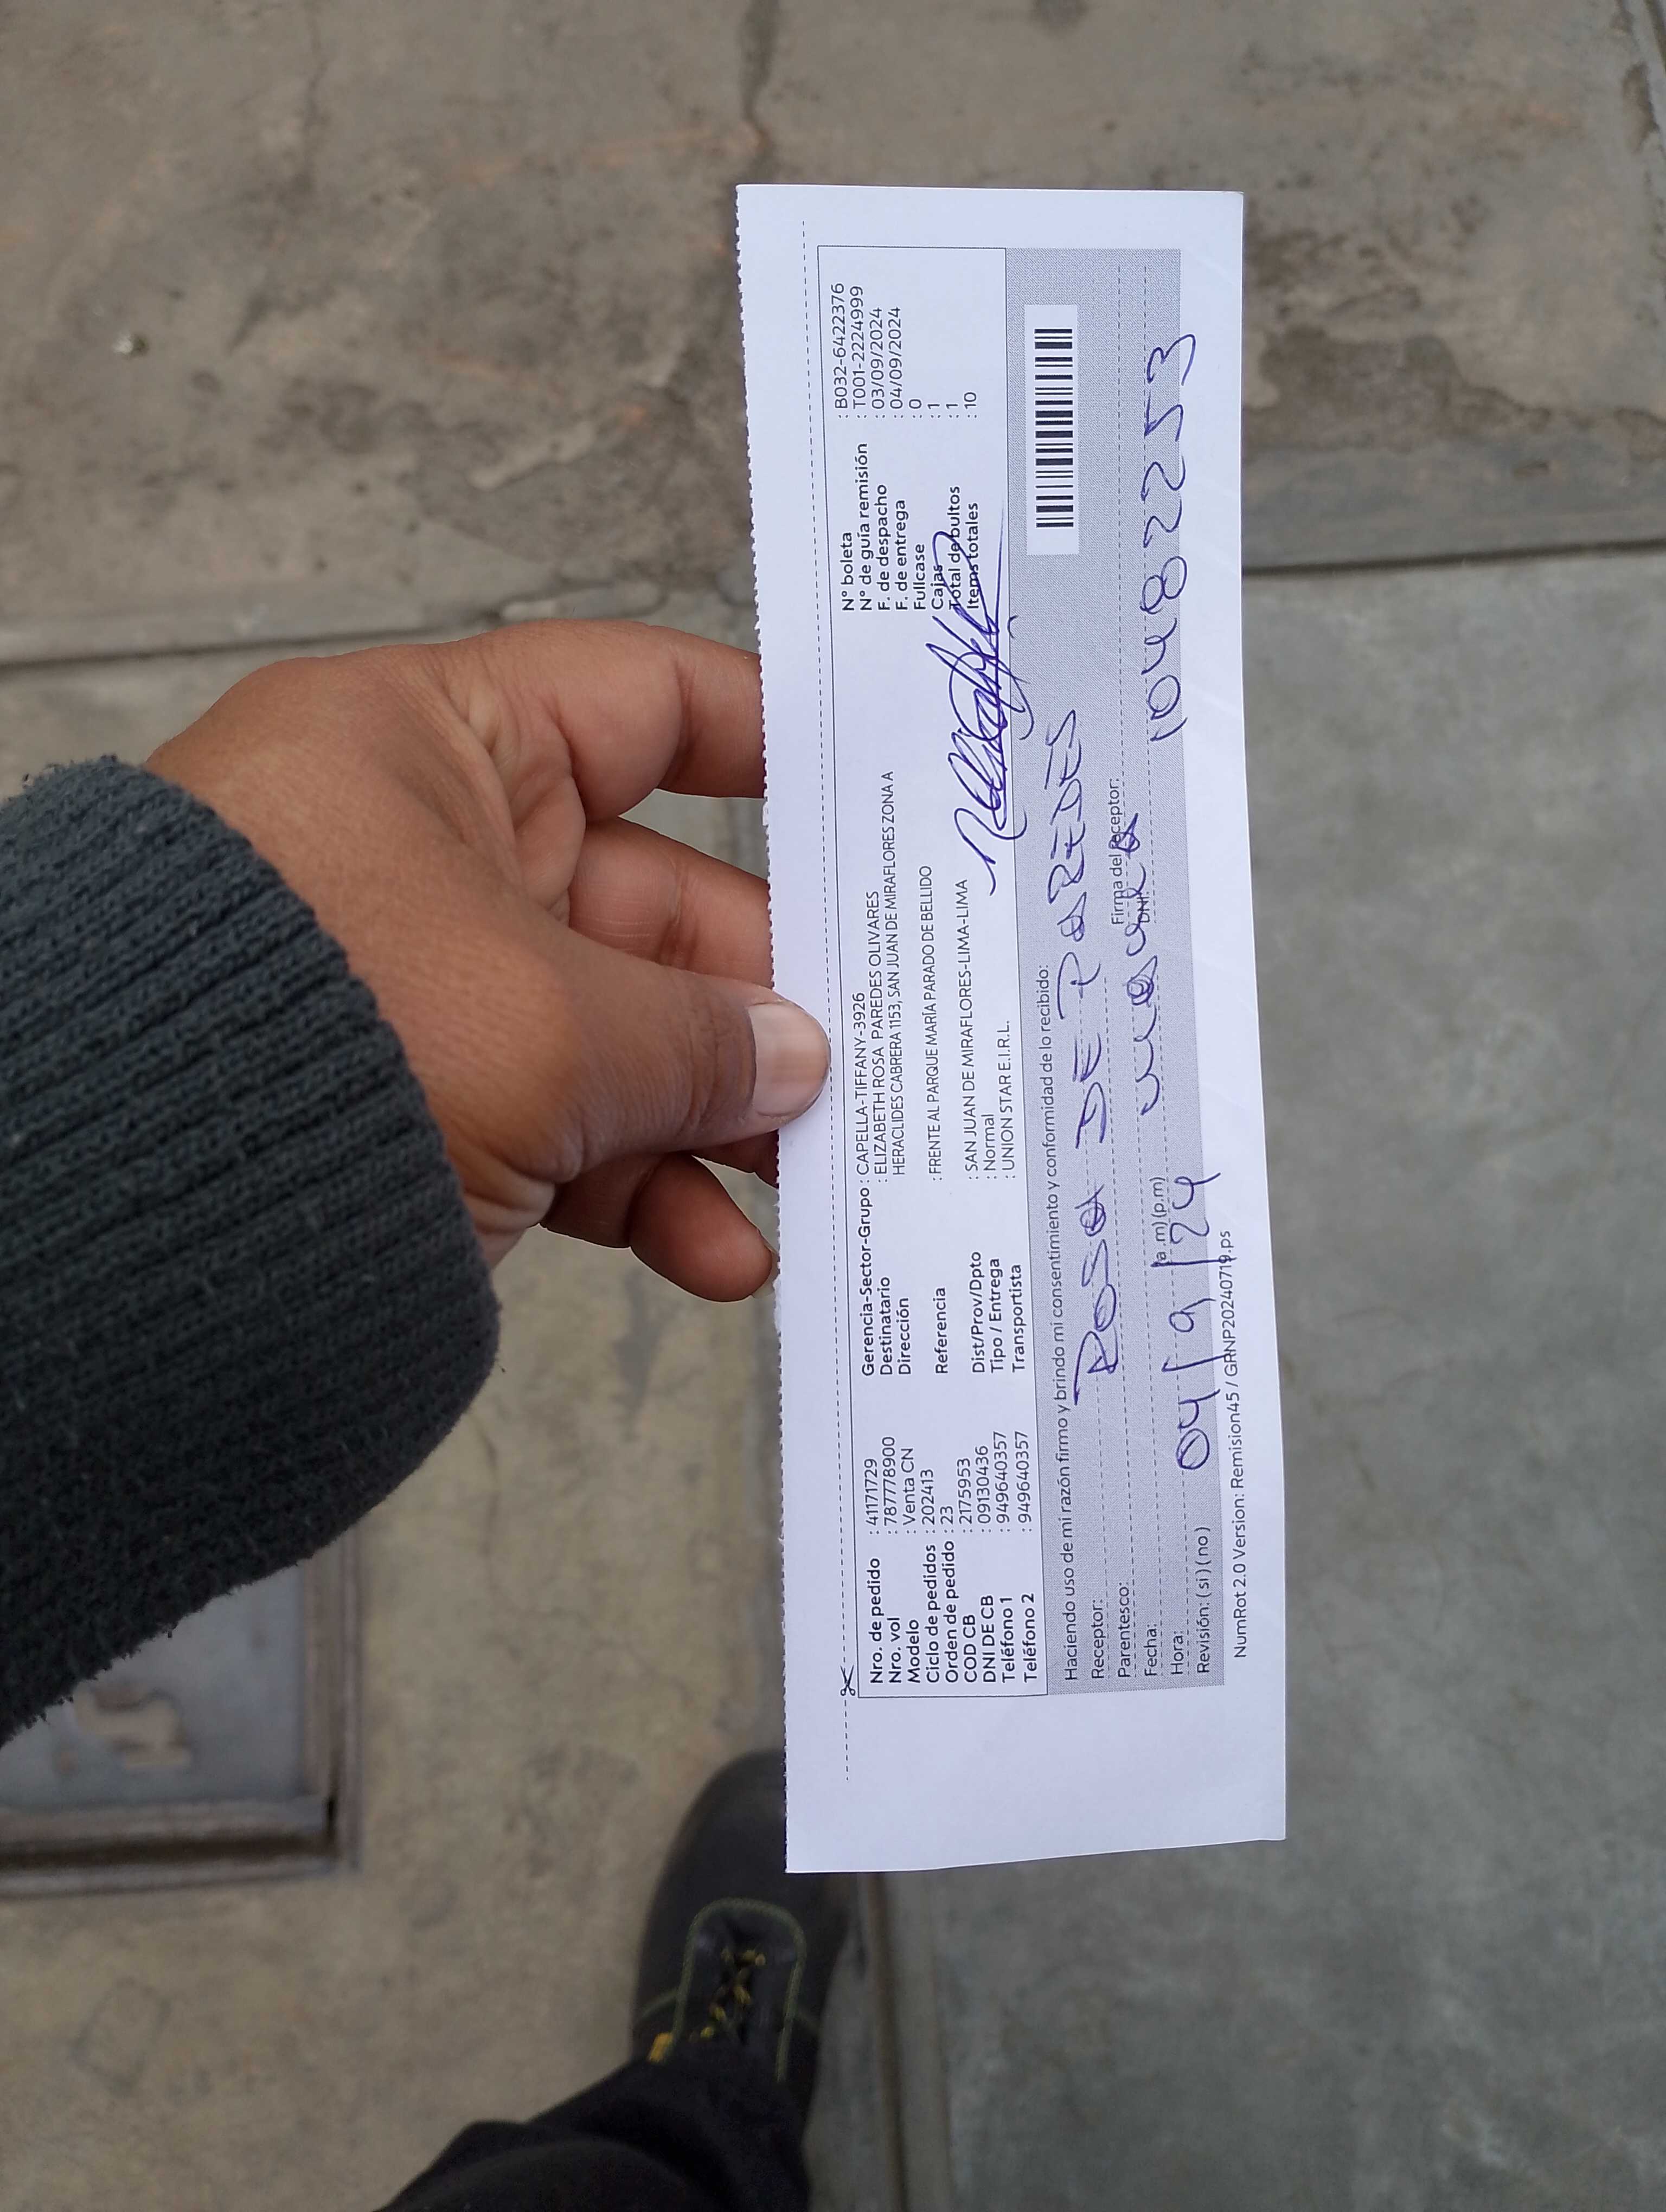 Nro. de pedido : 41171729 Gerencia-Sector-Grupo : CAPELLA-TIFFANY-3926 N° boleta : B032-6422376
Nro. vol : 7877778900 Destinatario : ELIZABETH ROSA PAREDES OLIVARES N° de guía remisión : T001-2224999
Modelo : Venta CN Dirección HERACLIDES CABRERA 1153, SAN JUAN DE MIRAFLORES ZONA A F. de despacho : 03/09/2024
Ciclo de pedidos : 202413 F. de entrega : 04/09/2024
Orden de pedido : 23 Referencia : FRENTE AL PARQUE MARÍA PARADO DE BELLIDO Fullcase : 0
COD CB : 2175953 Cajas : 1
DNI DE CB : 09130436 Dist/Prov/Dpto : SAN JUAN DE MIRAFLORES-LIMA-LIMA Total de bultos : 1
Teléfono 1 : 949640357 Tipo / Entrega : Normal Items totales : 10
Teléfono 2 : 949640357 Transportista : UNION STAR E.I.R.L.
Haciendo uso de mi razón firmo y brindo mi consentimiento y conformidad de lo recibido:
Receptor: ROSA DE PAREDES
Parentesco: Firma del receptor:
Fecha: DNI: 10482253
Hora: (a.m)(p.m)
04/9/24
Revisión: (si) (no)
NumRot 2.0 Version: Remision45 / GRNP20240719.ps